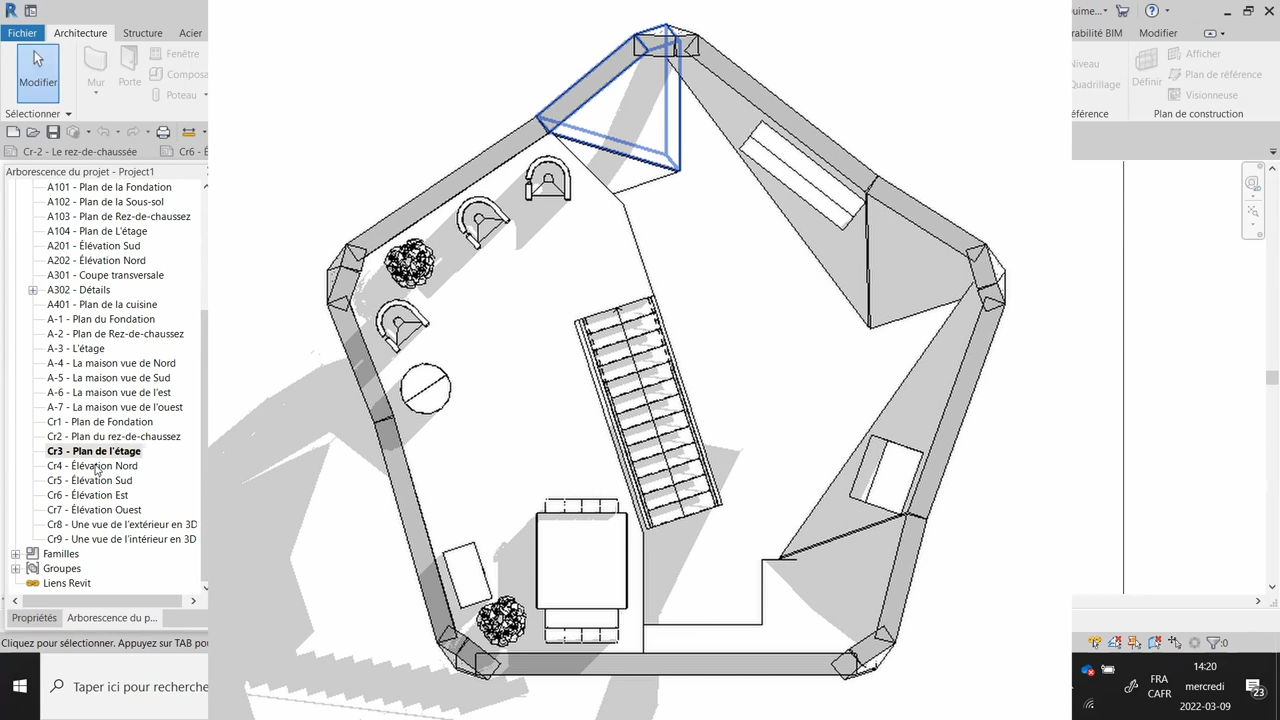 uime...
Fichier
Architecture
Structure
Acier
rabilité BIM
Modifier
Modifier
Mur
Porte
Fenêtre
Composa
Poteau
Niveau
Quadrillage
Définir
Afficher
Plan de référence
Visionneuse
Sélectionner
férence
Plan de construction
Cr-2 - Le rez-de-chaussée
Cr6 - É
Arborescence du projet - Project1
A101 - Plan de la Fondation
A102 - Plan de la Sous-sol
A103 - Plan de Rez-de-chaussez
A104 - Plan de L'étage
A201 - Élévation Sud
A202 - Élévation Nord
A301 - Coupe transversale
A302 - Détails
A401 - Plan de la cuisine
A-1 - Plan du Fondation
A-2 - Plan de Rez-de-chaussez
A-3 - L'étage
A-4 - La maison vue de Nord
A-5 - La maison vue de Sud
A-6 - La maison vue de l'est
A-7 - La maison vue de l'ouest
Cr1 - Plan de Fondation
Cr2 - Plan du rez-de-chaussez
Cr3 - Plan de l'étage
Cr4 - Élévation Nord
Cr5 - Élévation Sud
Cr6 - Élévation Est
Cr7 - Élévation Ouest
Cr8 - Une vue de l'extérieur en 3D
Cr9 - Une vue de l'intérieur en 3D
Familles
Groupes
Liens Revit
Propriétés
Arborescence du p...
Cliquez pour sélectionner. Appuyez sur TAB po
:0
Taper ici pour recherche
FRA
CAFR
14:20
mercredi
2022-03-09
23